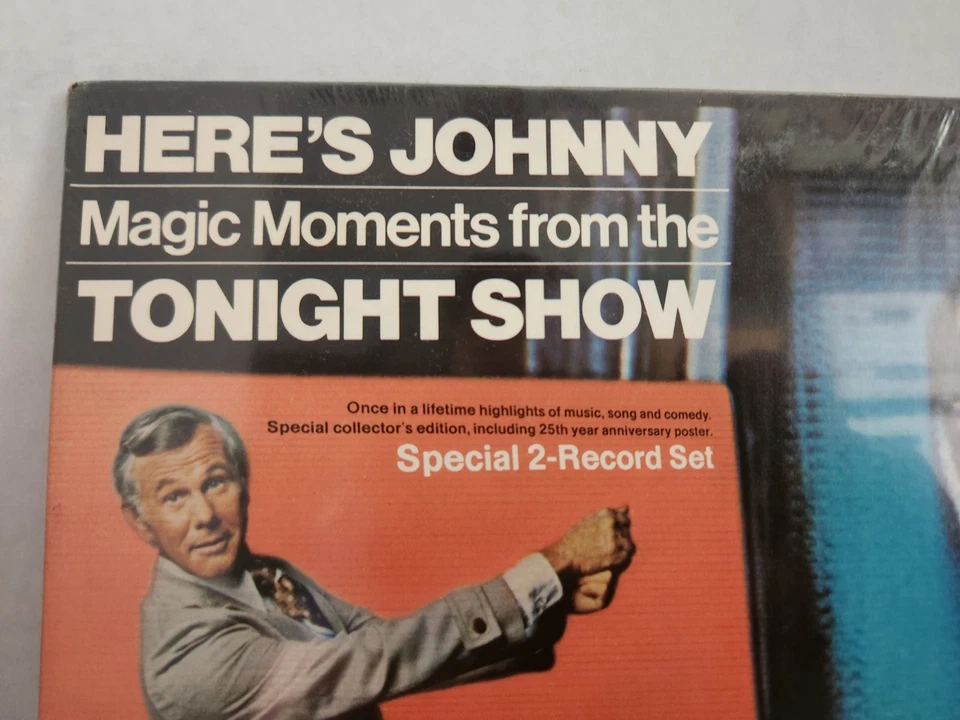 HERE'S JOHNNY
Magic Moments from the
TONIGHT SHOW
Once in a lifetime highlights of music, song and comedy.
Special collector's edition, including 25th year anniversary poster.
Special 2-Record Set